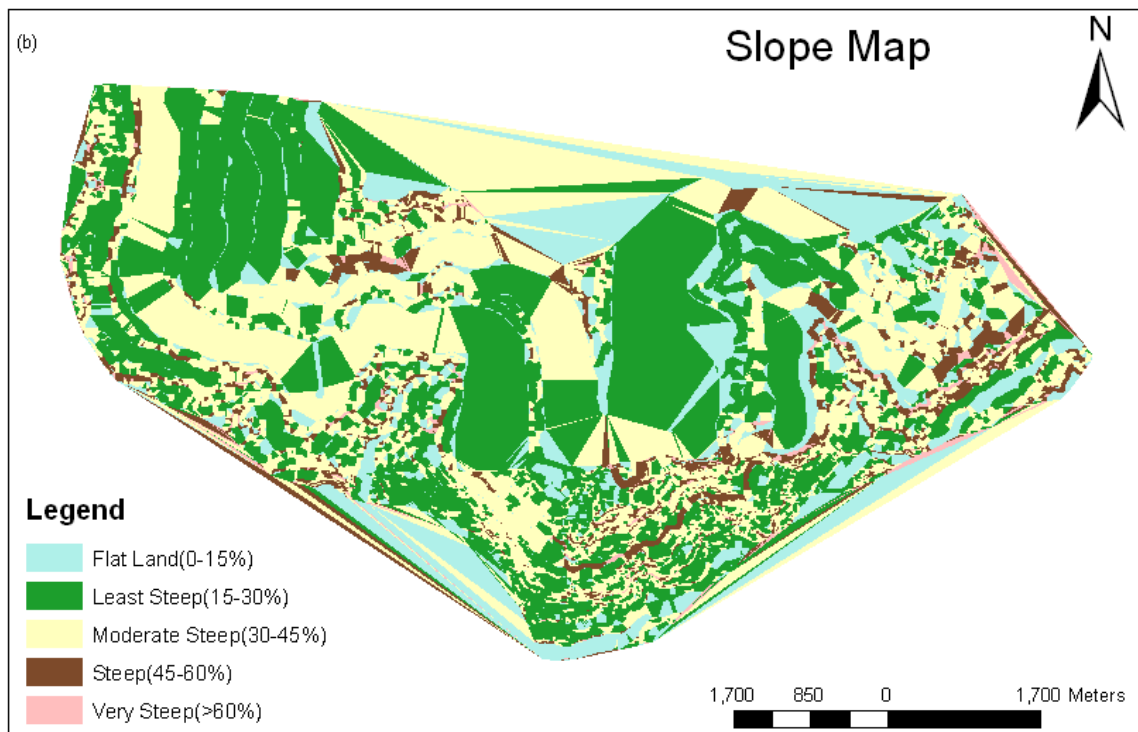 (b)
Slope Map
N
Legend
Flat Land(0-15%)
Least Steep(15-30%)
Moderate Steep(30-45%)
Steep(45-60%)
Very Steep(>60%)
1,700 850 0 1,700 Meters